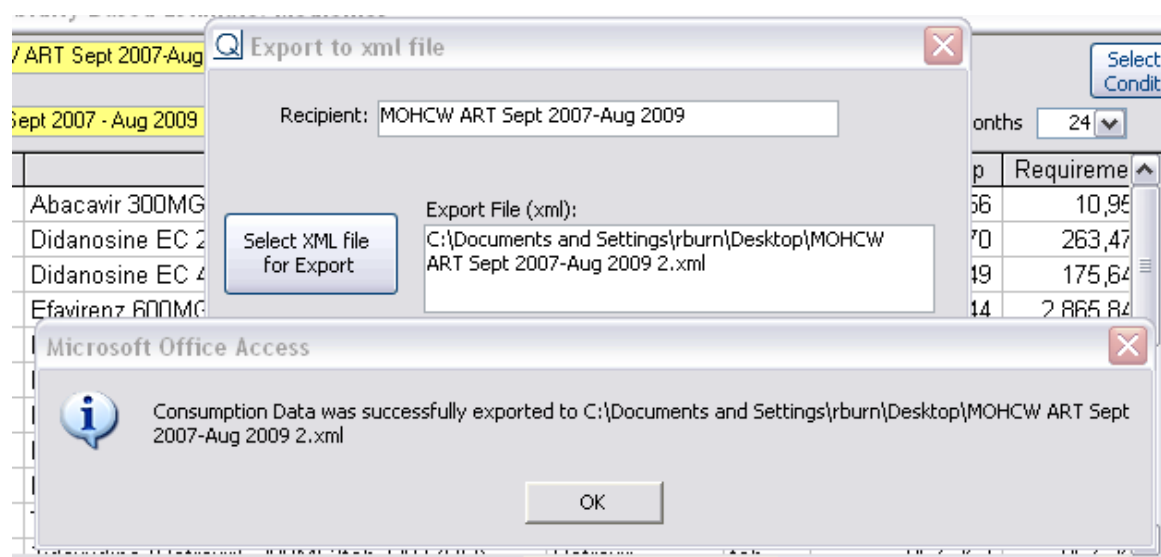 Export to xml file
/ ART Sept 2007-Aug
Select
Condit
Recipient: MOHCW ART Sept 2007-Aug 2009
Sept 2007 - Aug 2009
onths 24
p Requireme
Abacavir 300MG 56 10,95
Export File (xml):
Didanosine EC 2 70 263,47
Select XML file
for Export
C:\Documents and Settings\rburn\Desktop\MOHCW
ART Sept 2007-Aug 2009 2.xml
Didanosine EC 4 49 175,64
Efavirenz 600MG 44 2,865,84
Microsoft Office Access
Consumption Data was successfully exported to C:\Documents and Settings\rburn\Desktop\MOHCW ART Sept
2007-Aug 2009 2.xml
OK